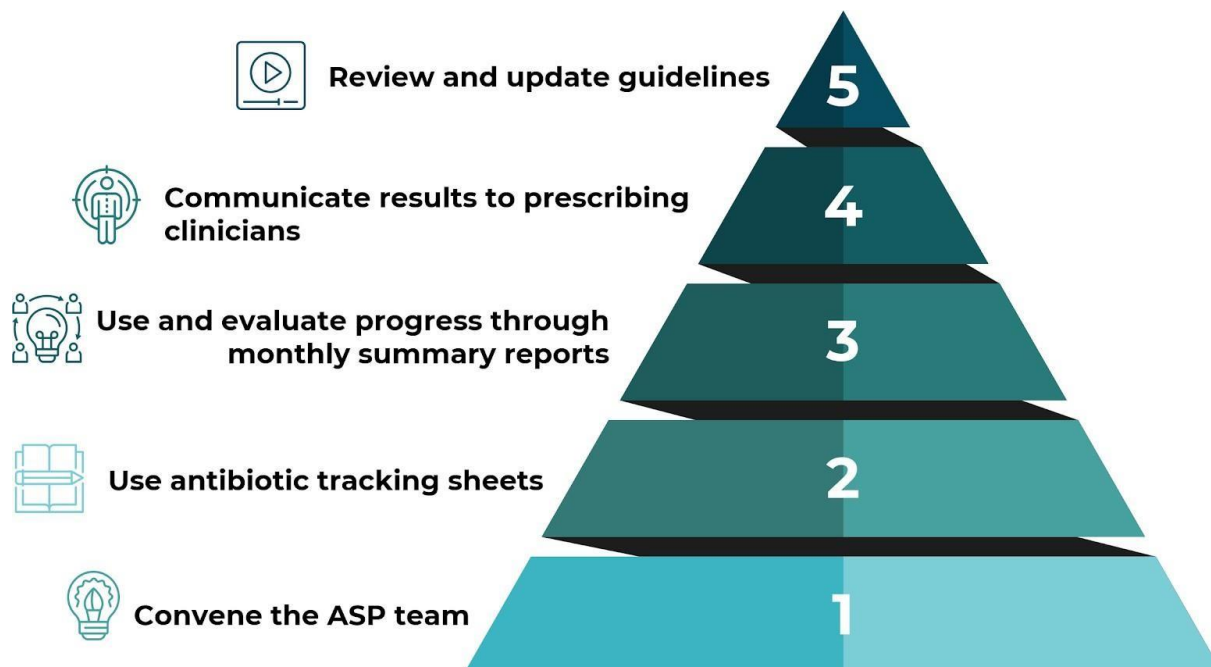 Review and update guidelines
5
Communicate results to prescribing
clinicians
4
Use and evaluate progress through
monthly summary reports
3
Use antibiotic tracking sheets
2
Convene the ASP team
1